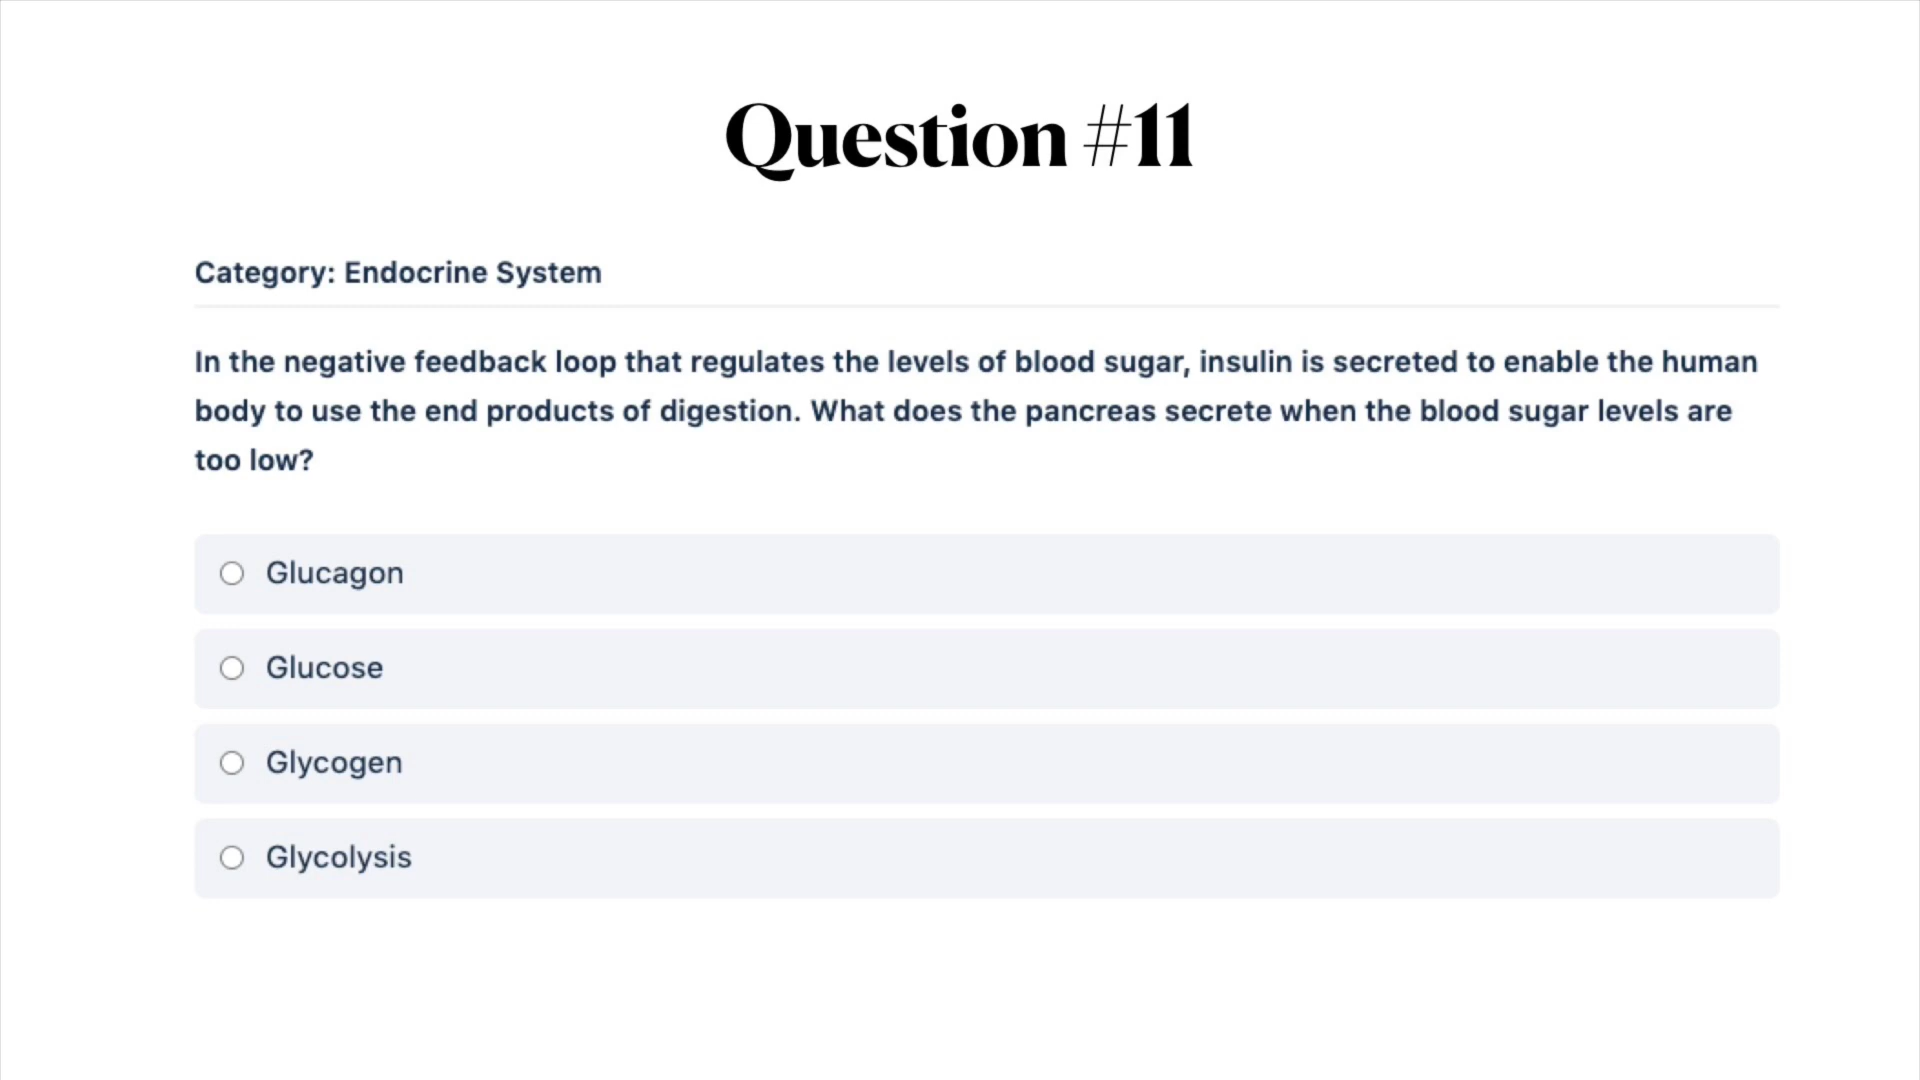 Question #11
Category: Endocrine System
In the negative feedback loop that regulates the levels of blood sugar, insulin is secreted to enable the human
body to use the end products of digestion. What does the pancreas secrete when the blood sugar levels are
too low?
Glucagon
Glucose
Glycogen
Glycolysis